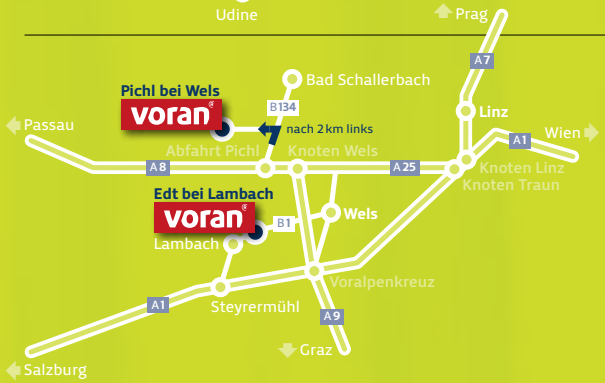 Udine
Prag
A7
Bad Schallerbach
Pichl bei Wels
voran®
B134
Linz
Passau
nach 2 km links
A1
Wien
Abfahrt Pichl
Knoten Wels
A8
A25
Knoten Linz
Knoten Traun
Edt bei Lambach
voran®
B1
Wels
Lambach
Voralpenkreuz
A1
Steyrermühl
A9
Graz
Salzburg